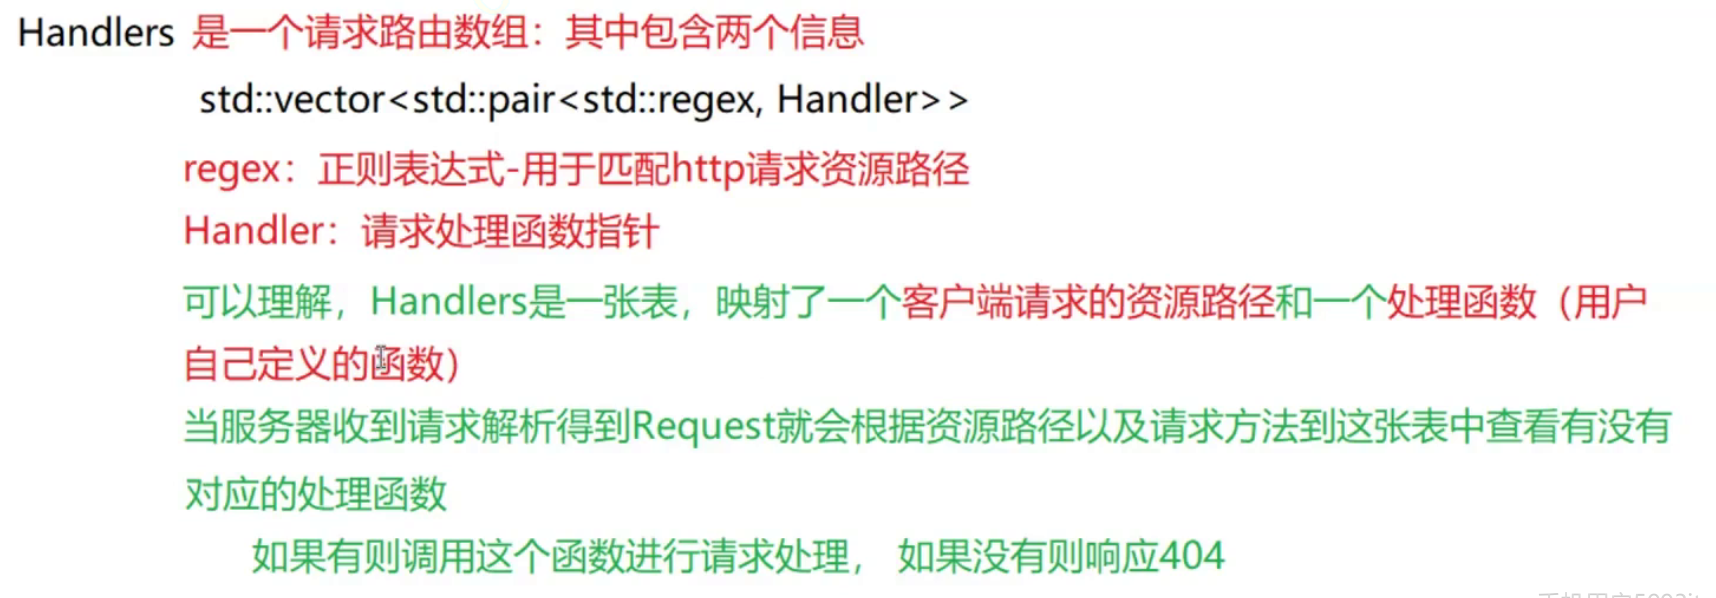 Handlers 是一个请求路由数组：其中包含两个信息
std::vector<std::pair<std::regex, Handler>>
regex：正则表达式-用于匹配http请求资源路径
Handler：请求处理函数指针
可以理解，Handlers是一张表，映射了一个客户端请求的资源路径和一个处理函数（用户
自己定义的函数）
当服务器收到请求解析得到Request就会根据资源路径以及请求方法到这张表中查看有没有
对应的处理函数
如果有则调用这个函数进行请求处理， 如果没有则响应404